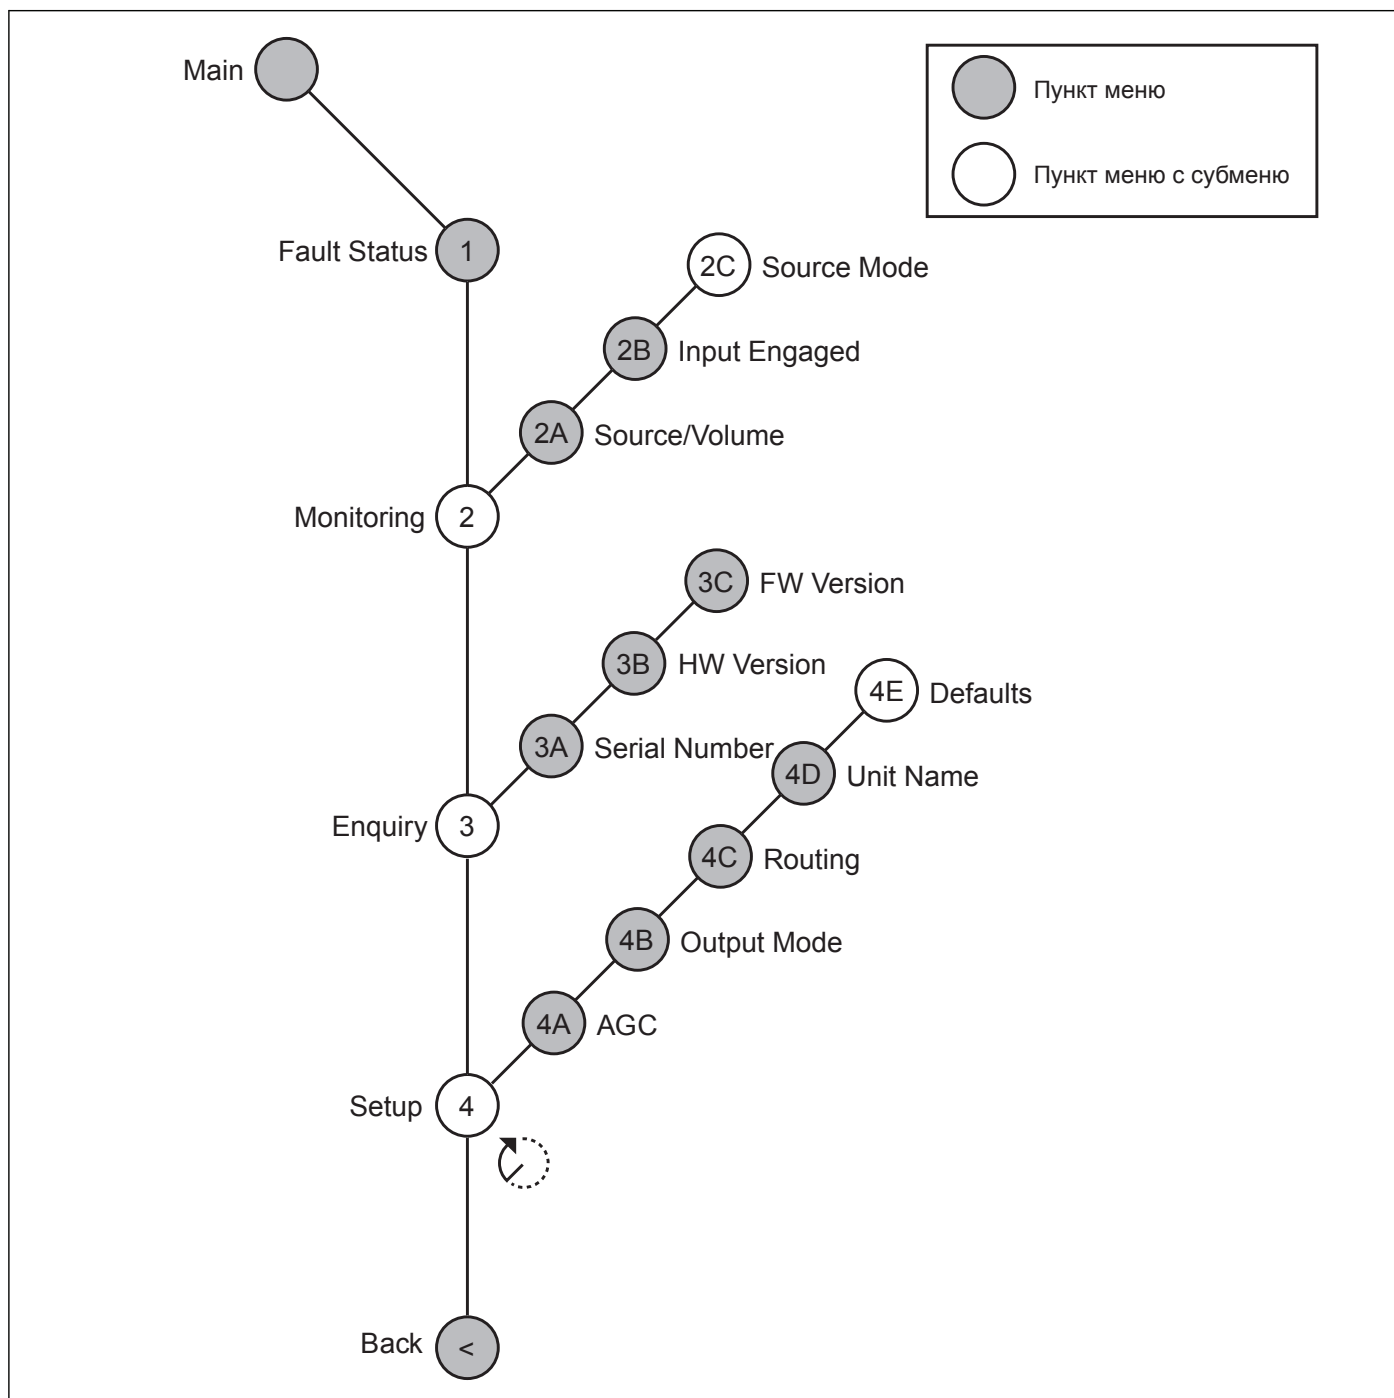 Main
Пункт меню
Пункт меню с субменю
Fault Status 1
2C Source Mode
2B Input Engaged
2A Source/Volume
Monitoring 2
3C FW Version
3B HW Version
4E Defaults
3A Serial Number
4D Unit Name
Enquiry 3
4C Routing
4B Output Mode
4A AGC
Setup 4
Back <